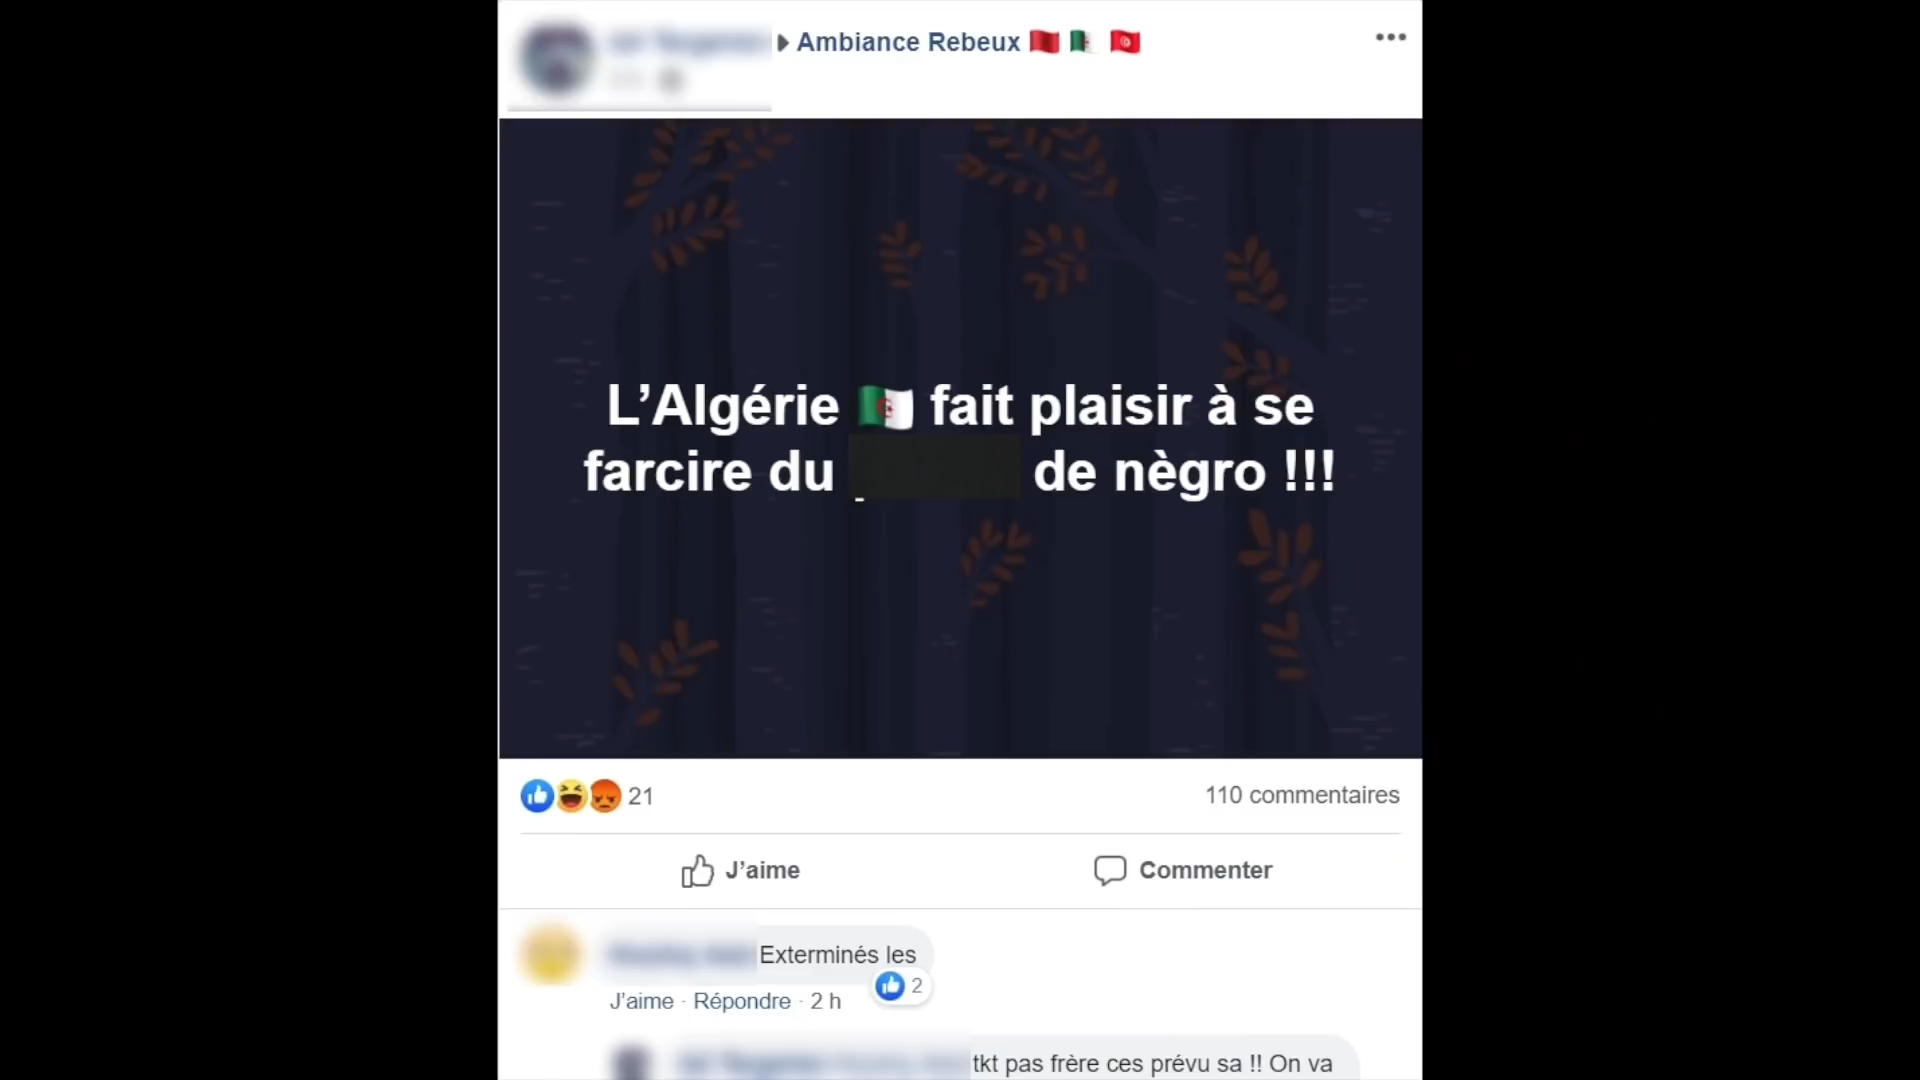 Ambiance Rebeux
L’Algérie fait plaisir à se
farcire du de nègro !!!
21
110 commentaires
J’aime
Commenter
Exterminés les
2
J’aime · Répondre · 2 h
tkt pas frère ces prévu sa !! On va